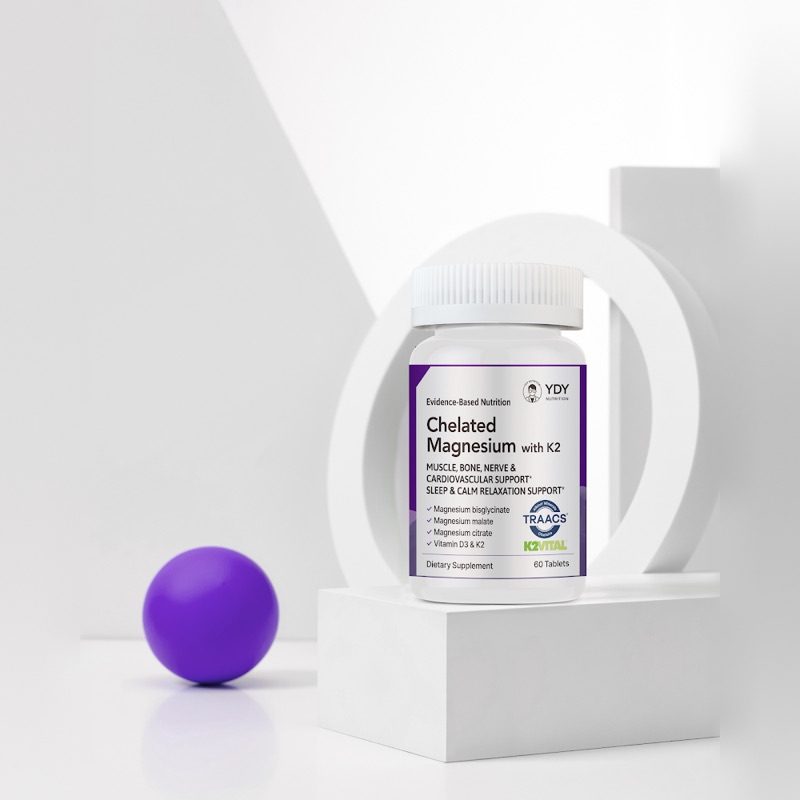 YDY
NUTRITION
Evidence-Based Nutrition
Chelated
Magnesium with K2
MUSCLE, BONE, NERVE &
CARDIOVASCULAR SUPPORT*
SLEEP & CALM RELAXATION SUPPORT*
✓ Magnesium bisglycinate
✓ Magnesium malate
✓ Magnesium citrate
✓ Vitamin D3 & K2
TRAACS
K2VITAL
Dietary Supplement
60 Tablets